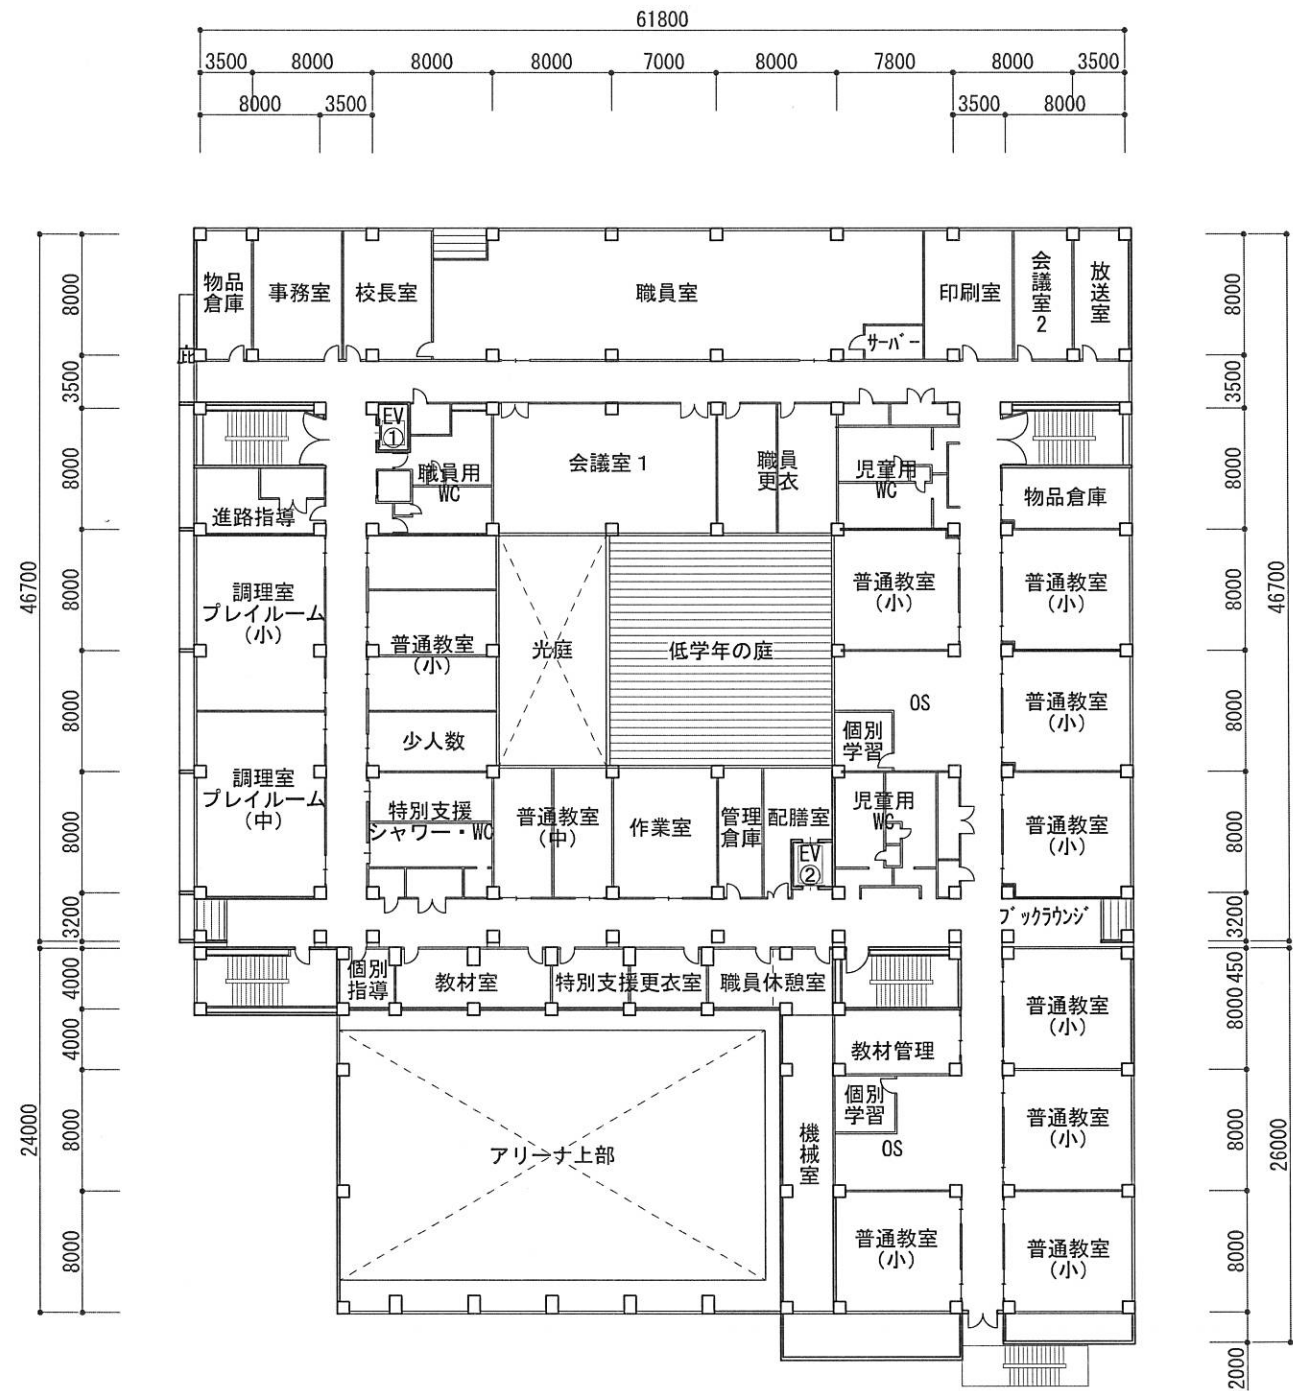 61800
3500 8000 8000 8000 7000 8000 7800 8000 3500
8000 3500 3500 8000
物品
倉庫
事務室
校長室
職員室
サーバー
印刷室
会議室2
放送室
庇
EV
①
職員用
WC
会議室1
職員
更衣
児童用
WC
物品倉庫
進路指導
調理室
プレイルーム
(小)
普通教室
(小)
光庭
低学年の庭
普通教室
(小)
普通教室
(小)
OS
普通教室
(小)
少人数
個別
学習
調理室
プレイルーム
(中)
特別支援
シャワー・WC
普通教室
(中)
作業室
管理
倉庫
配膳室
EV
②
児童用
WC
普通教室
(小)
ブックラウンジ
個別
指導
教材室
特別支援更衣室
職員休憩室
普通教室
(小)
教材管理
個別
学習
OS
普通教室
(小)
アリーナ上部
機械室
普通教室
(小)
普通教室
(小)
46700
24000
8000
3500
8000
8000
8000
8000
3200
4000
4000
8000
8000
8000
3500
8000
8000
8000
8000
3200
450
8000
8000
8000
2000
46700
26000